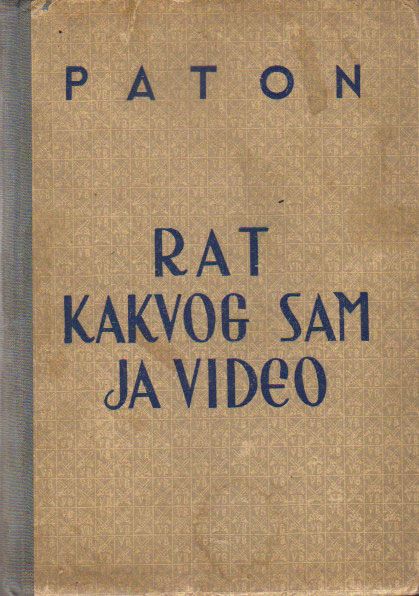 PATON
RAT
KAKVOG SAM
JA VIDEO